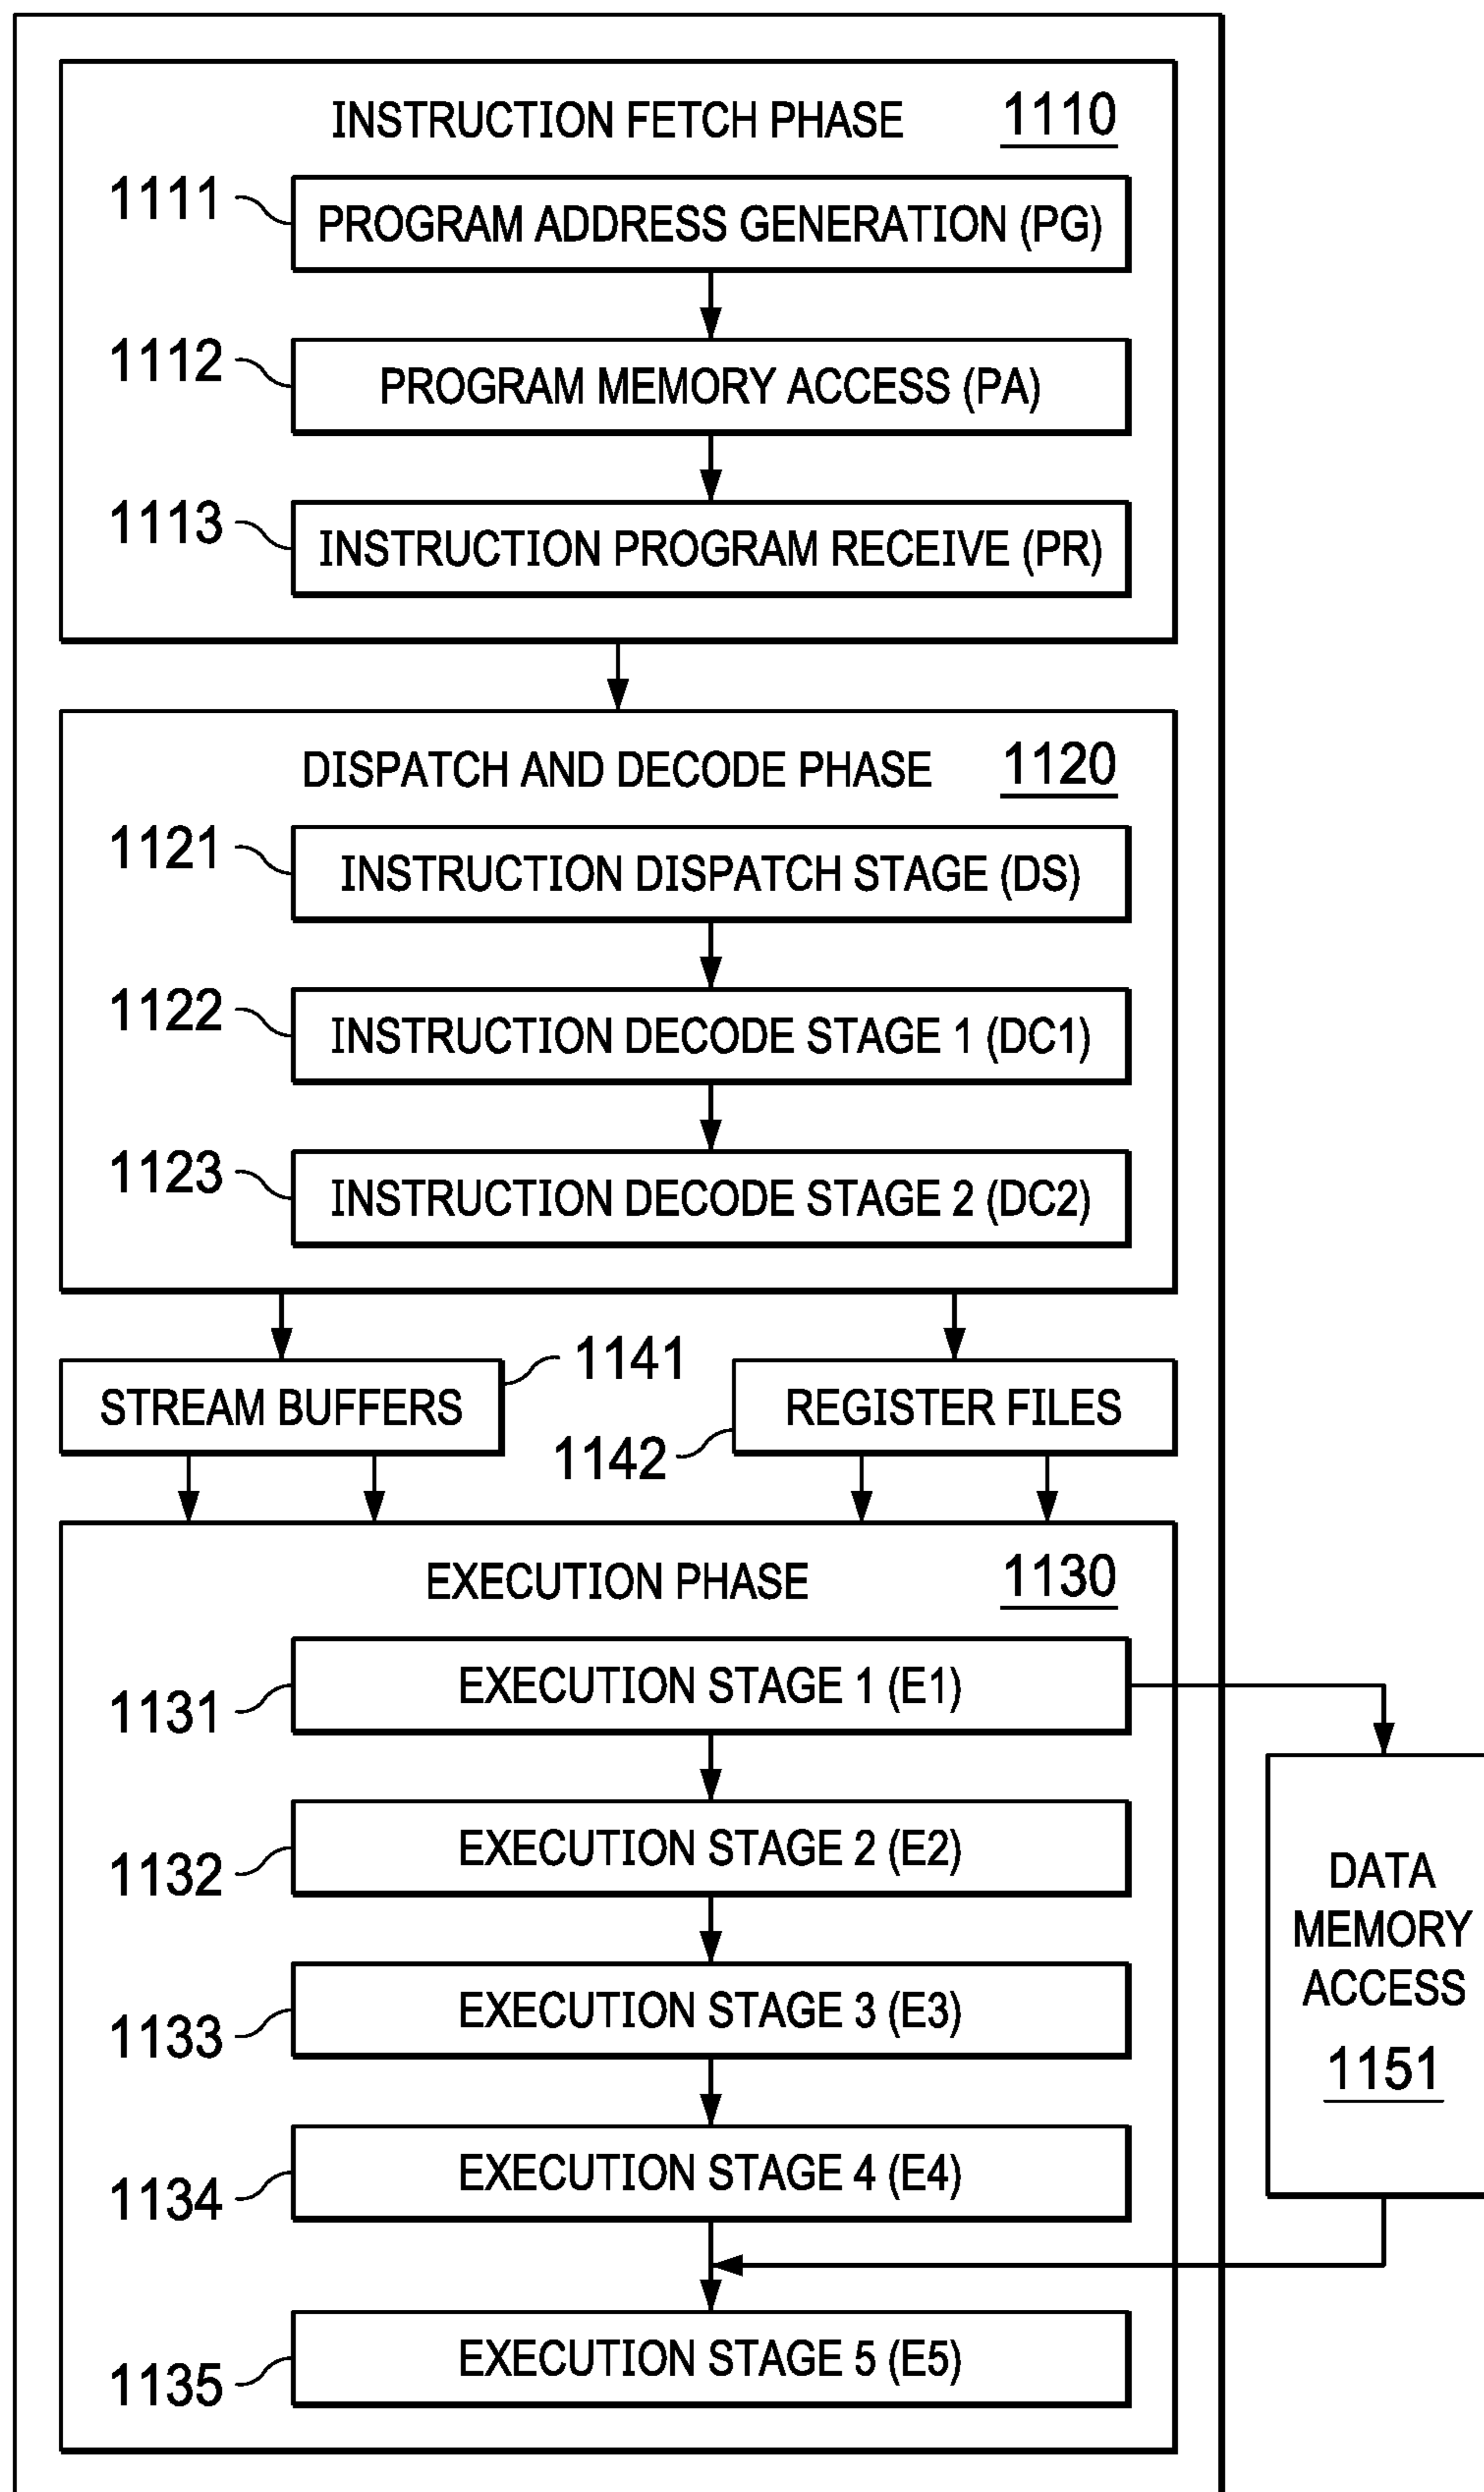 INSTRUCTION FETCH PHASE 1110
1111 PROGRAM ADDRESS GENERATION (PG)
1112 PROGRAM MEMORY ACCESS (PA)
1113 INSTRUCTION PROGRAM RECEIVE (PR)
DISPATCH AND DECODE PHASE 1120
1121 INSTRUCTION DISPATCH STAGE (DS)
1122 INSTRUCTION DECODE STAGE 1 (DC1)
1123 INSTRUCTION DECODE STAGE 2 (DC2)
STREAM BUFFERS
1141
REGISTER FILES
1142
EXECUTION PHASE 1130
1131 EXECUTION STAGE 1 (E1)
1132 EXECUTION STAGE 2 (E2)
1133 EXECUTION STAGE 3 (E3)
1134 EXECUTION STAGE 4 (E4)
1135 EXECUTION STAGE 5 (E5)
DATA
MEMORY
ACCESS
1151